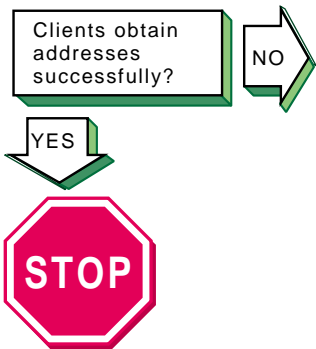 Clients obtain
addresses
successfully?
NO
YES
STOP